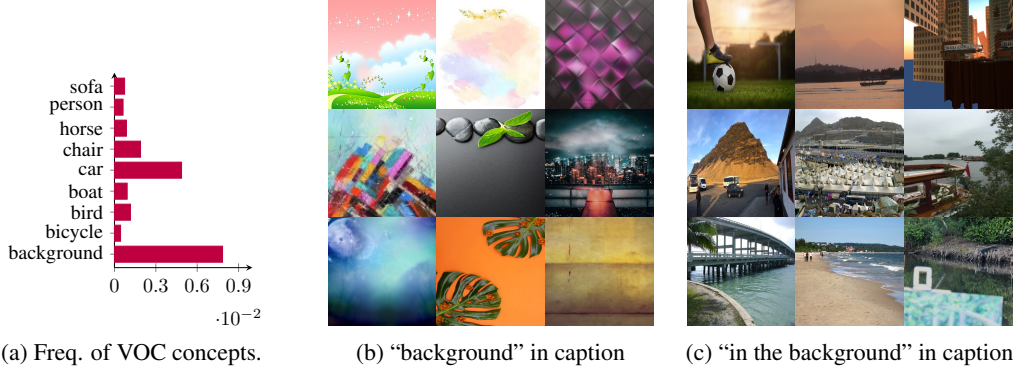 sofa
person
horse
chair
car
boat
bird
bicycle
background
0 0.3 0.6 0.9
·10−2
(a) Freq. of VOC concepts.
(b) “background” in caption
(c) “in the background” in caption